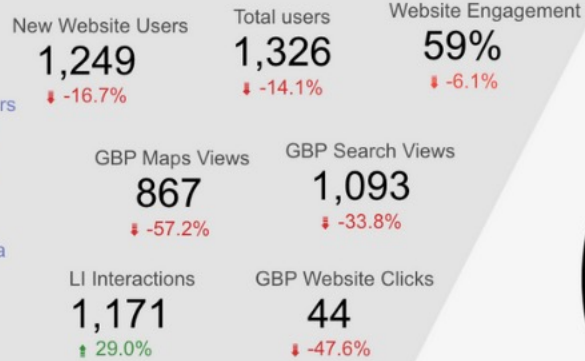 New Website Users
Total users
Website Engagement
1,249
1,326
59%
-16.7%
-14.1%
-6.1%
rs
GBP Maps Views
GBP Search Views
867
1,093
-57.2%
-33.8%
a
LI Interactions
GBP Website Clicks
1,171
44
29.0%
-47.6%